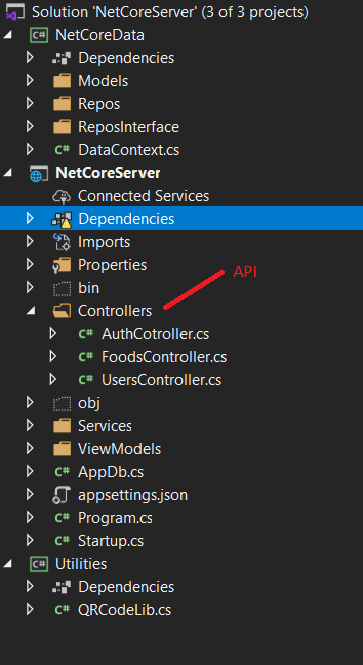 Solution 'NetCoreServer' (3 of 3 projects)
C# NetCoreData
Dependencies
Models
Repos
ReposInterface
C# DataContext.cs
NetCoreServer
Connected Services
Dependencies
Imports
Properties
API
bin
Controllers
C# AuthCotroller.cs
C# FoodsController.cs
C# UsersController.cs
obj
Services
ViewModels
C# AppDb.cs
appsettings.json
C# Program.cs
C# Startup.cs
C# Utilities
Dependencies
C# QRCodeLib.cs